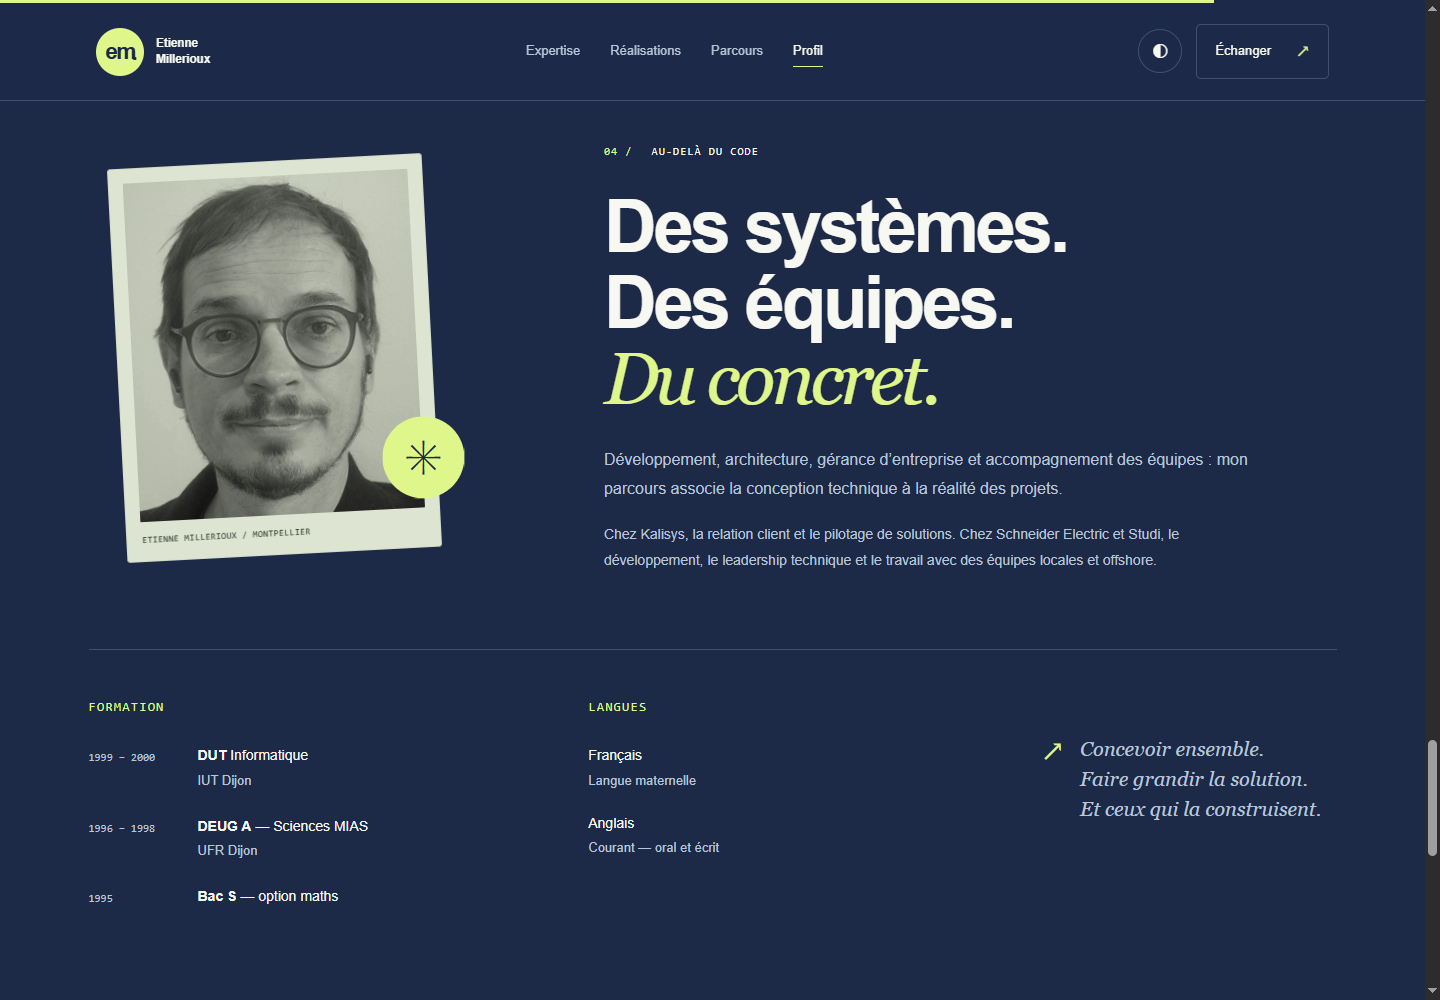 em
Etienne
Millerioux
Expertise
Réalisations
Parcours
Profil
Échanger
04 / AU-DELÀ DU CODE
Des systèmes.
Des équipes.
Du concret.
Développement, architecture, gérance d’entreprise et accompagnement des équipes : mon
parcours associe la conception technique à la réalité des projets.
Chez Kalisys, la relation client et le pilotage de solutions. Chez Schneider Electric et Studi, le
développement, le leadership technique et le travail avec des équipes locales et offshore.
ETIENNE MILLERIOUX / MONTPELLIER
FORMATION
1999 – 2000 DUT Informatique
IUT Dijon
1996 – 1998 DEUG A — Sciences MIAS
UFR Dijon
1995 Bac S — option maths
LANGUES
Français
Langue maternelle
Anglais
Courant — oral et écrit
Concevoir ensemble.
Faire grandir la solution.
Et ceux qui la construisent.